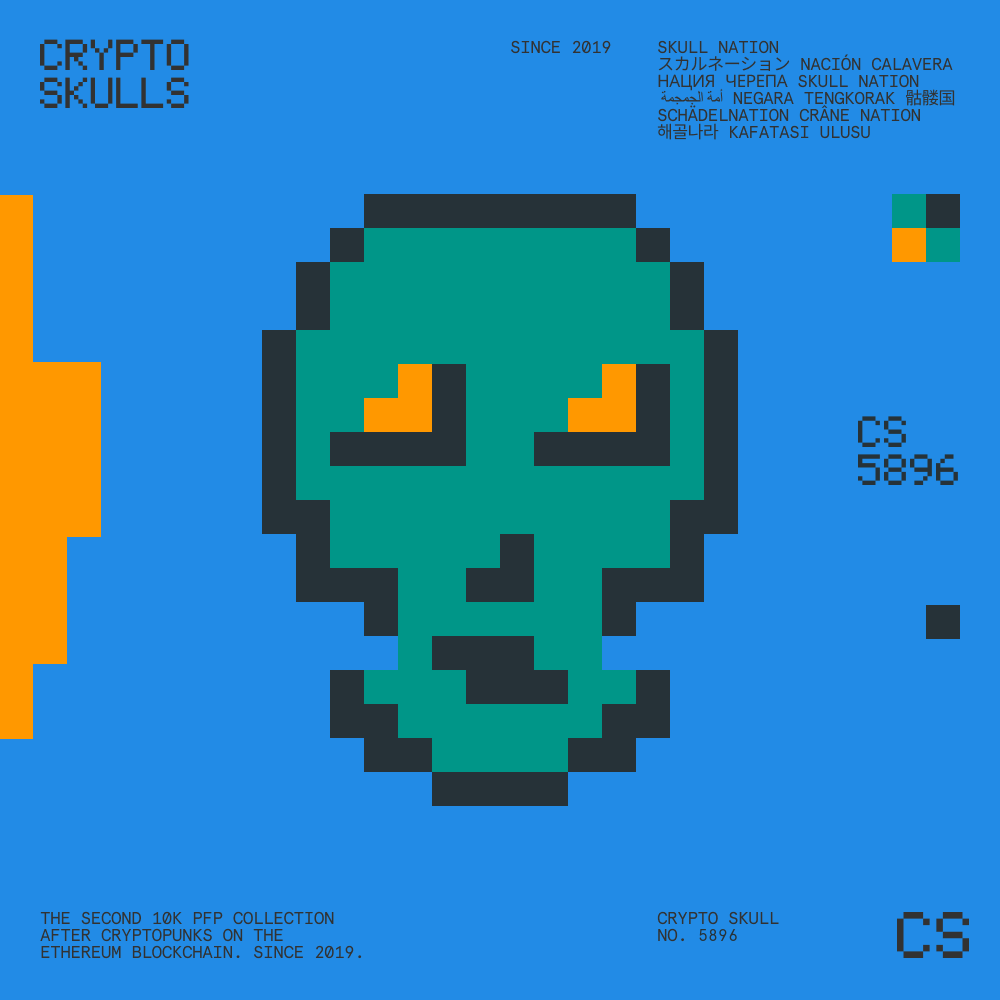 CRYPTO
SKULLS
SINCE 2019
SKULL NATION
スカルネーション NACIÓN CALAVERA
НАЦИЯ ЧЕРЕПА SKULL NATION
أمة الجمجمة NEGARA TENGKORAK 骷髅国
SCHÄDELNATION CRÂNE NATION
해골나라 KAFATASI ULUSU
CS
5896
THE SECOND 10K PFP COLLECTION
AFTER CRYPTOPUNKS ON THE
ETHEREUM BLOCKCHAIN. SINCE 2019.
CRYPTO SKULL
NO. 5896
CS